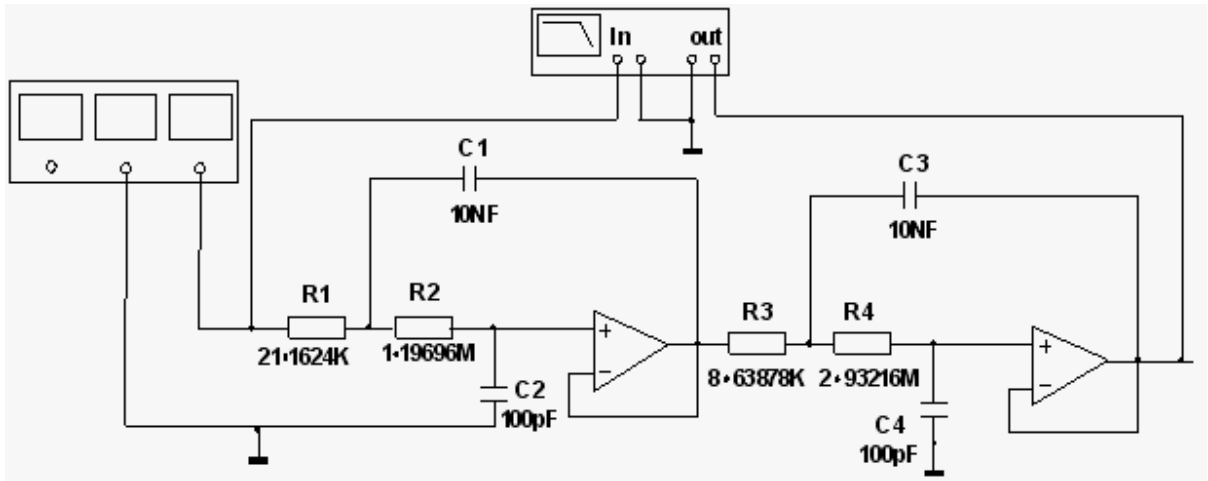 In out
C1
10NF
C3
10NF
R1
21•1624K
R2
1•19696M
R3
8•63878K
R4
2•93216M
+
−
+
−
C2
100pF
C4
100pF